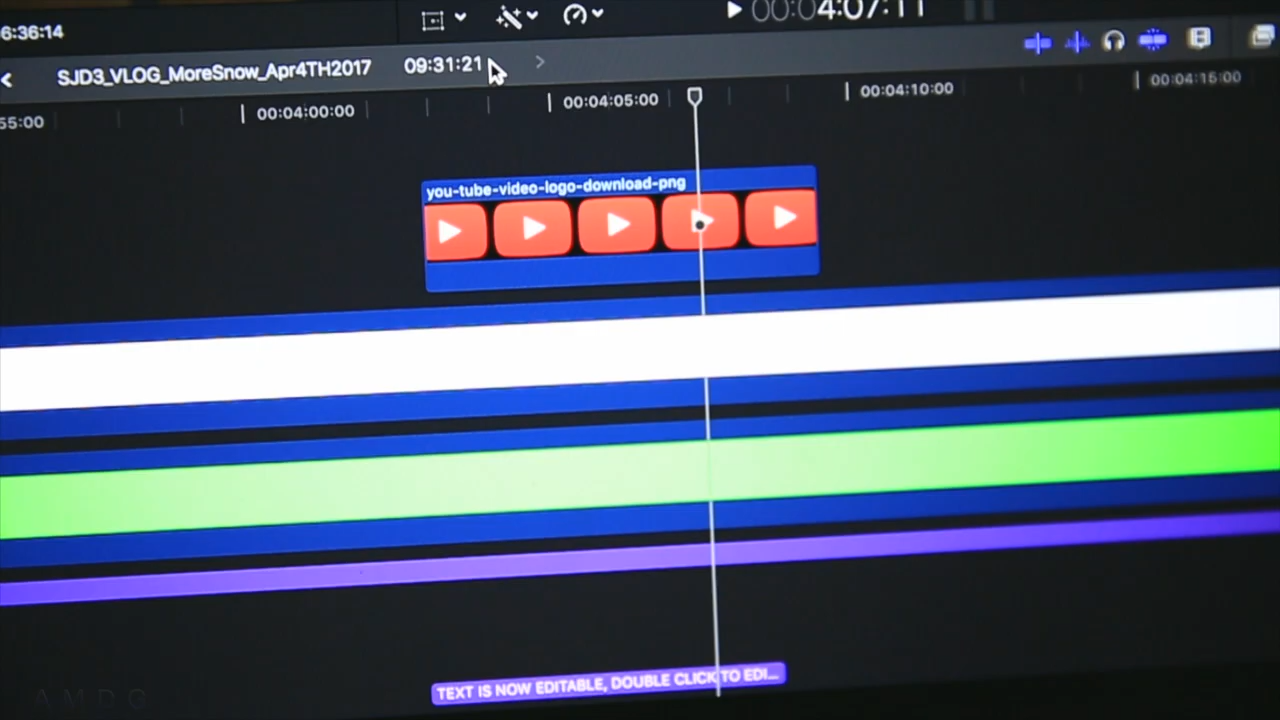 6:36:14
00:04:07:11
SJD3_VLOG_MoreSnow_Apr4TH2017 09:31:21
55:00 00:04:00:00 00:04:05:00 00:04:10:00 00:04:15:00
you-tube-video-logo-download-png
TEXT IS NOW EDITABLE, DOUBLE CLICK TO EDI...
AMDG